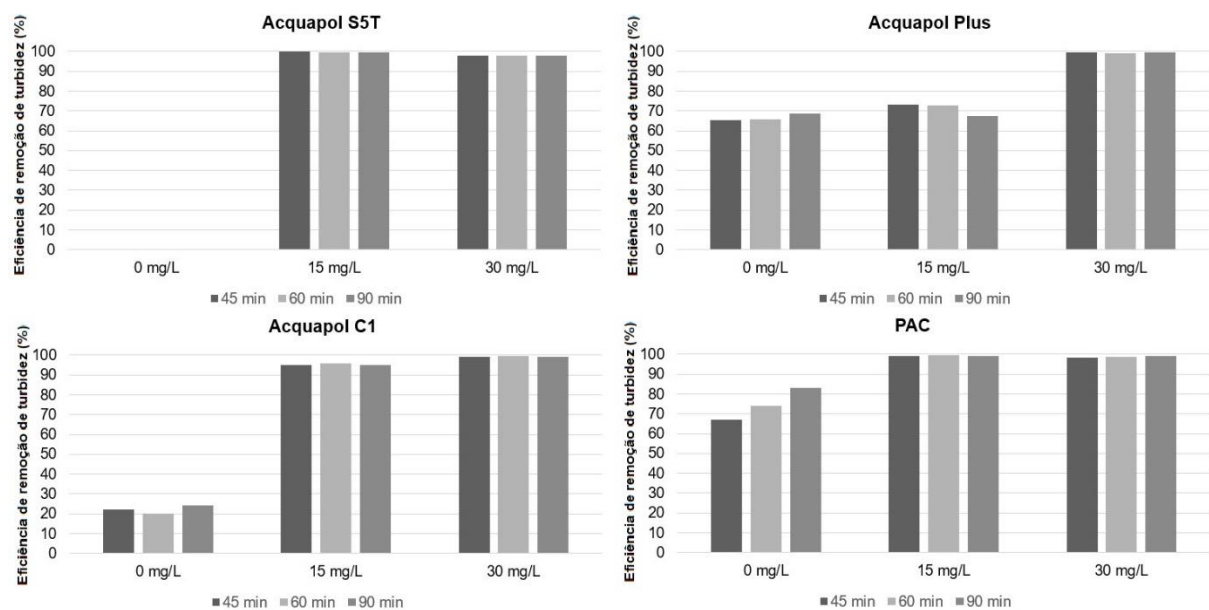 Acquapol S5T
Eficiência de remoção de turbidez (%)
100
90
80
70
60
50
40
30
20
10
0
0 mg/L 15 mg/L 30 mg/L
45 min 60 min 90 min
Acquapol Plus
Eficiência de remoção de turbidez (%)
100
90
80
70
60
50
40
30
20
10
0
0 mg/L 15 mg/L 30 mg/L
45 min 60 min 90 min
Acquapol C1
Eficiência de remoção de turbidez (%)
100
90
80
70
60
50
40
30
20
10
0
0 mg/L 15 mg/L 30 mg/L
45 min 60 min 90 min
PAC
Eficiência de remoção de turbidez (%)
100
90
80
70
60
50
40
30
20
10
0
0 mg/L 15 mg/L 30 mg/L
45 min 60 min 90 min